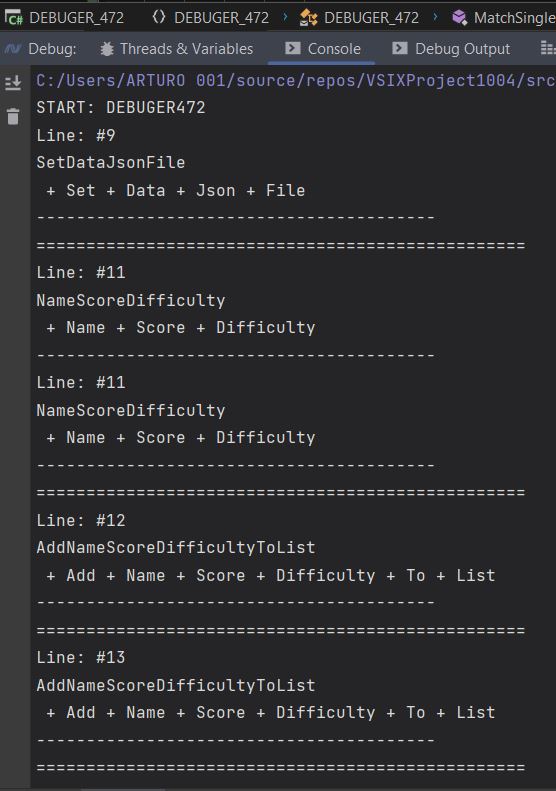 DEBUGER_472 DEBUGER_472 DEBUGER_472 MatchSingle
Debug: Threads & Variables Console Debug Output
C:/Users/ARTURO 001/source/repos/VSIXProject1004/src
START: DEBUGER472
Line: #9
SetDataJsonFile
+ Set + Data + Json + File
-----------------------------------------
==================================================
Line: #11
NameScoreDifficulty
+ Name + Score + Difficulty
-----------------------------------------
Line: #11
NameScoreDifficulty
+ Name + Score + Difficulty
-----------------------------------------
==================================================
Line: #12
AddNameScoreDifficultyToList
+ Add + Name + Score + Difficulty + To + List
-----------------------------------------
==================================================
Line: #13
AddNameScoreDifficultyToList
+ Add + Name + Score + Difficulty + To + List
-----------------------------------------
==================================================